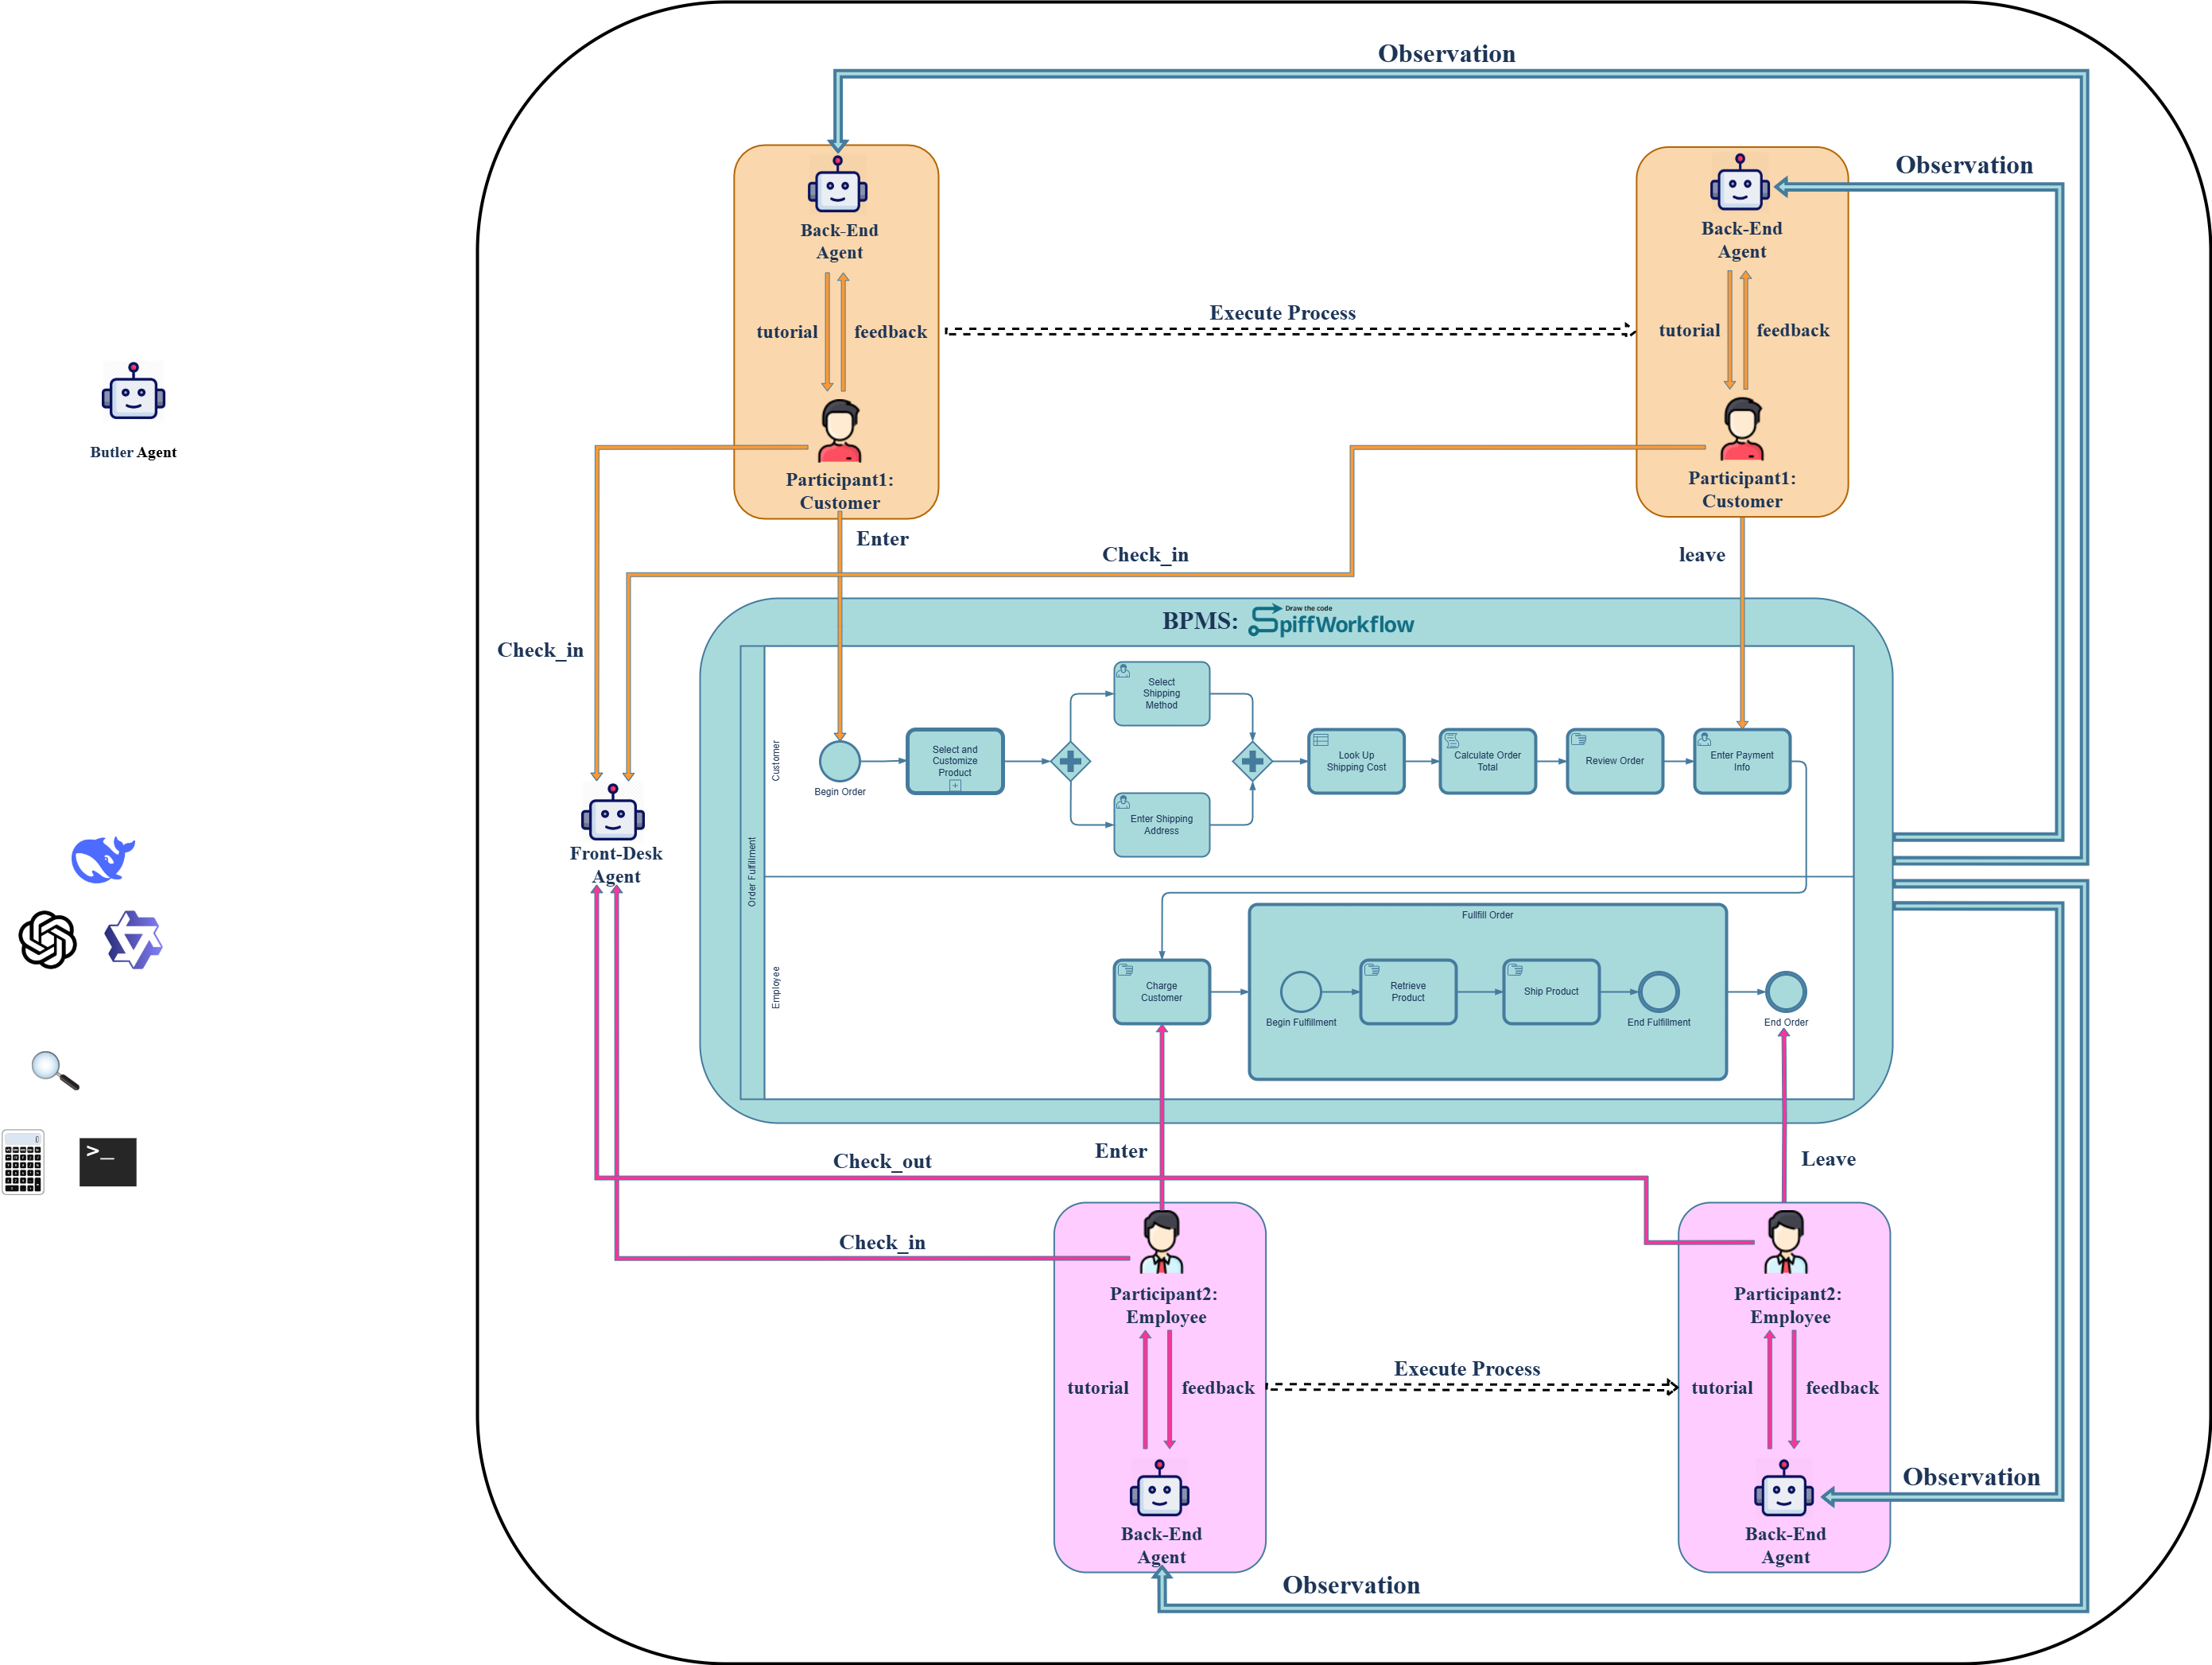 Observation
Observation
Back-End
Agent
Back-End
Agent
Execute Process
tutorial
feedback
tutorial
feedback
Butler Agent
Participant1:
Customer
Participant1:
Customer
Enter
Check_in
leave
Check_in
BPMS:
Draw the code
SpiffWorkflow
Order Fulfillment
Customer
Select
Shipping
Method
Select and
Customize
Product
Look Up
Shipping Cost
Calculate Order
Total
Review Order
Enter Payment
Info
Begin Order
Enter Shipping
Address
Front-Desk
Agent
Employee
Fullfill Order
Charge
Customer
Retrieve
Product
Ship Product
Begin Fulfillment
End Fulfillment
End Order
>_
0
Enter
Check_out
Leave
Check_in
Participant2:
Employee
Participant2:
Employee
Execute Process
tutorial
feedback
tutorial
feedback
Observation
Back-End
Agent
Back-End
Agent
Observation